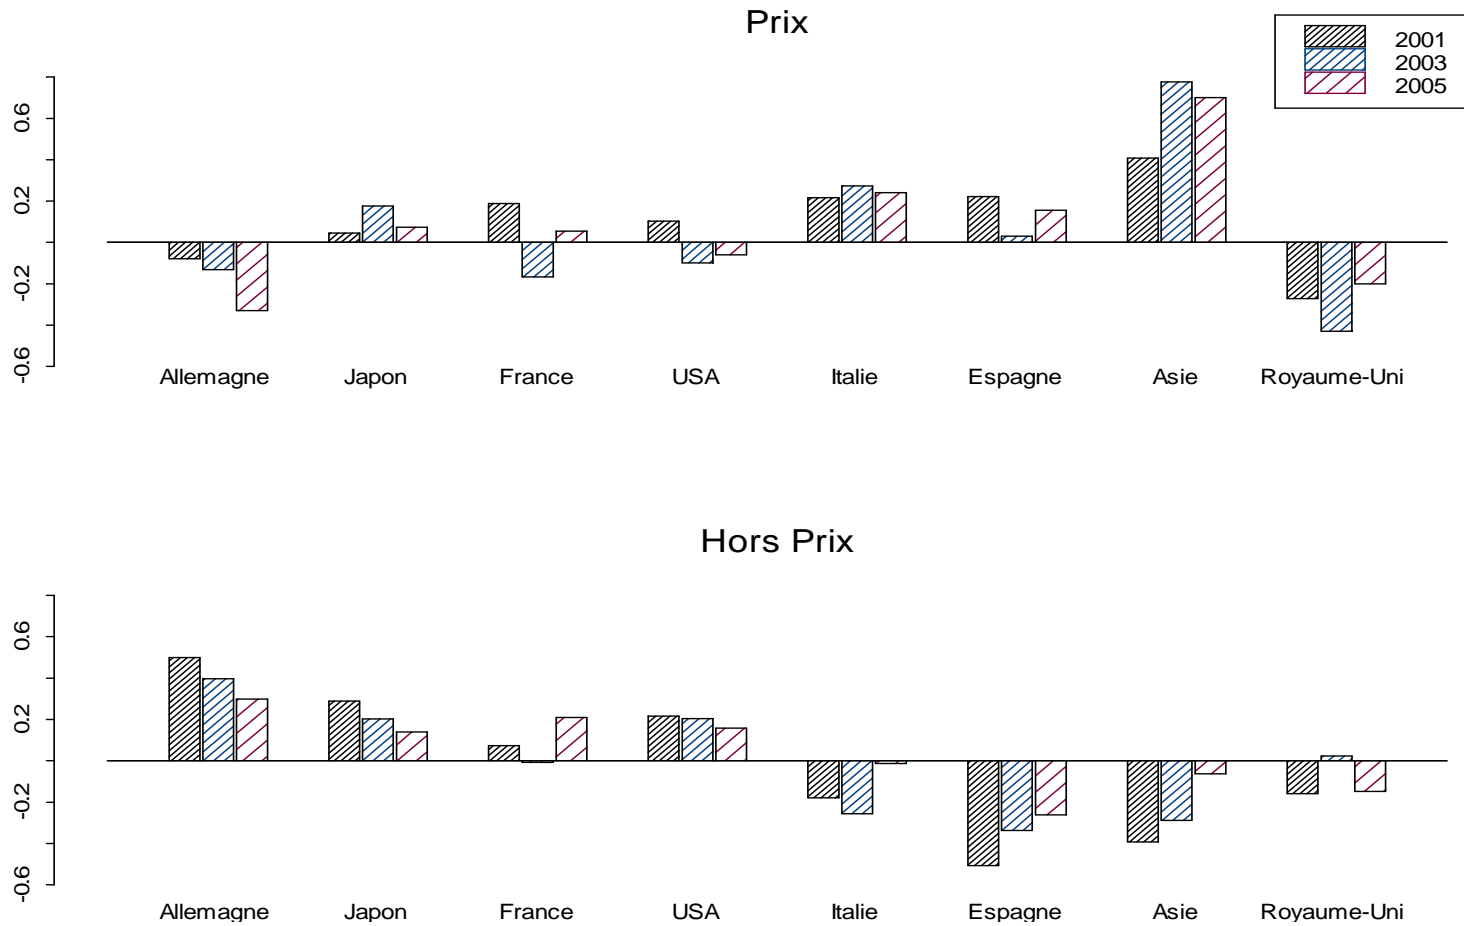 Prix
2001
2003
2005
0.6
0.2
-0.2
-0.6
Allemagne Japon France USA Italie Espagne Asie Royaume-Uni
Hors Prix
0.6
0.2
-0.2
-0.6
Allemagne Japon France USA Italie Espagne Asie Royaume-Uni